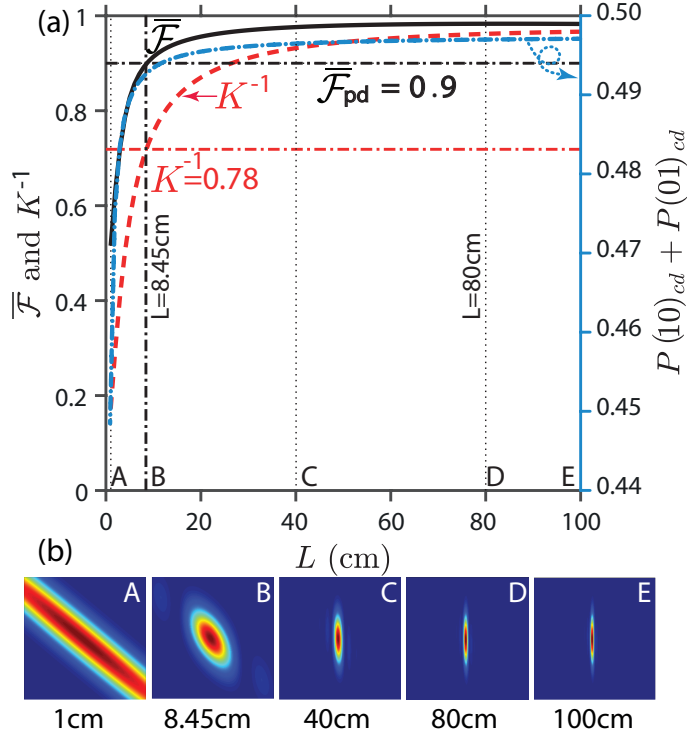 (a)
1
0.8
0.6
0.4
0.2
0
0.50
0.49
0.48
0.47
0.46
0.45
0.44
0
20
40
60
80
100
L (cm)
F̅̅ and K⁻¹
P (10)cd + P(01)cd
F̅̅
K⁻¹
F̅̅pd = 0.9
K⁻¹=0.78
L=8.45cm
L=80cm
A
B
C
D
E
(b)
A
B
C
D
E
1cm
8.45cm
40cm
80cm
100cm